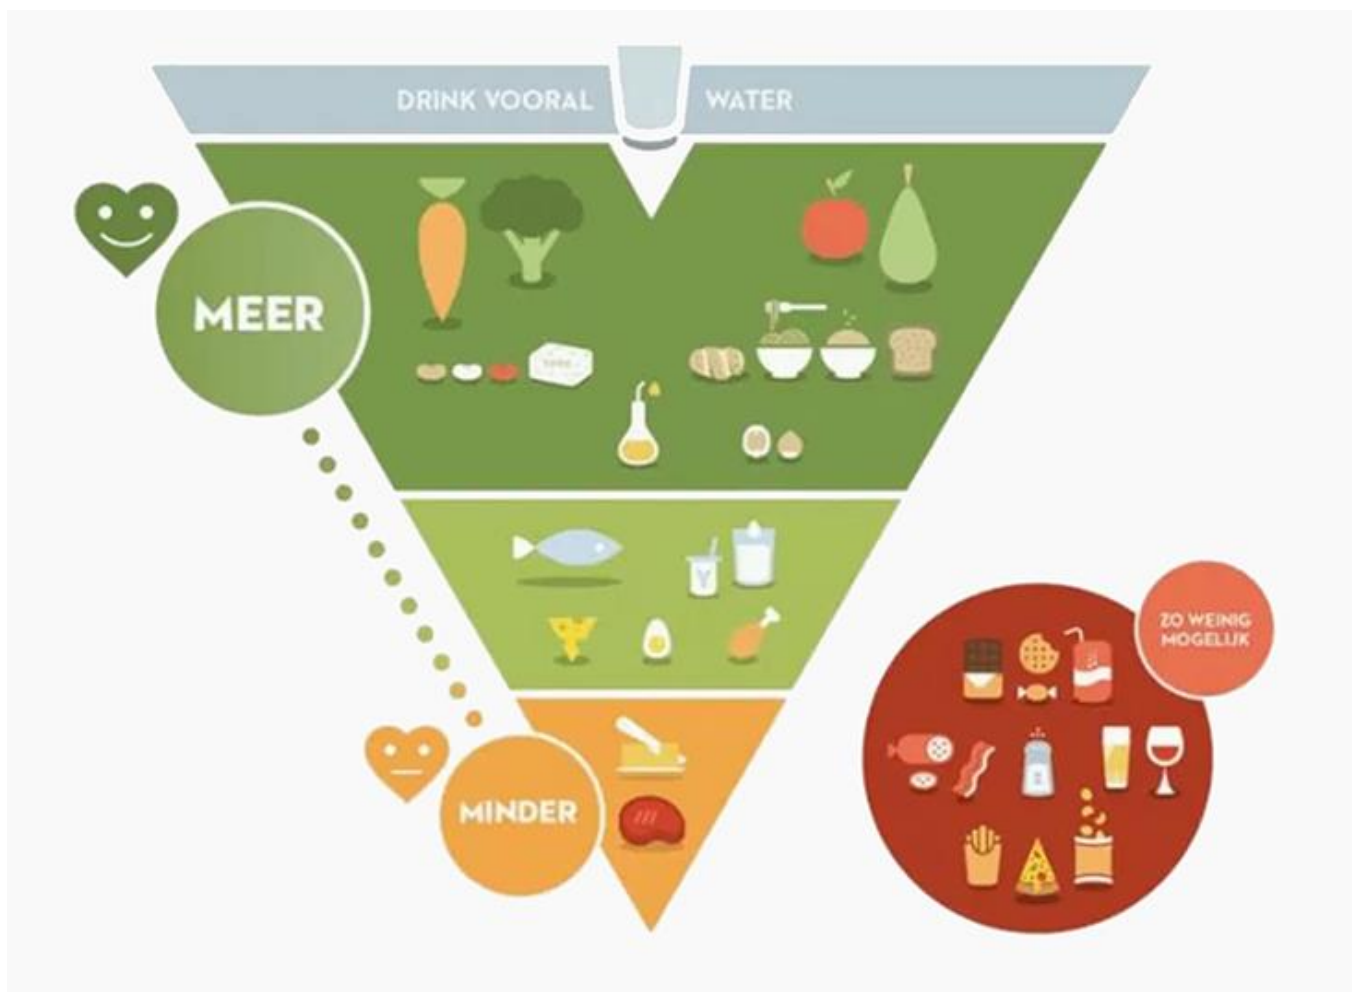 DRINK VOORAL WATER
MEER
ZO WEINIG
MOGELIJK
MINDER